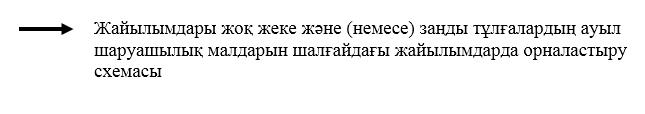 Жайылымдары жоқ жеке және (немесе) заңды тұлғалардың ауыл
шаруашылық малдарын шалғайдағы жайылымдарда орналастыру
схемасы